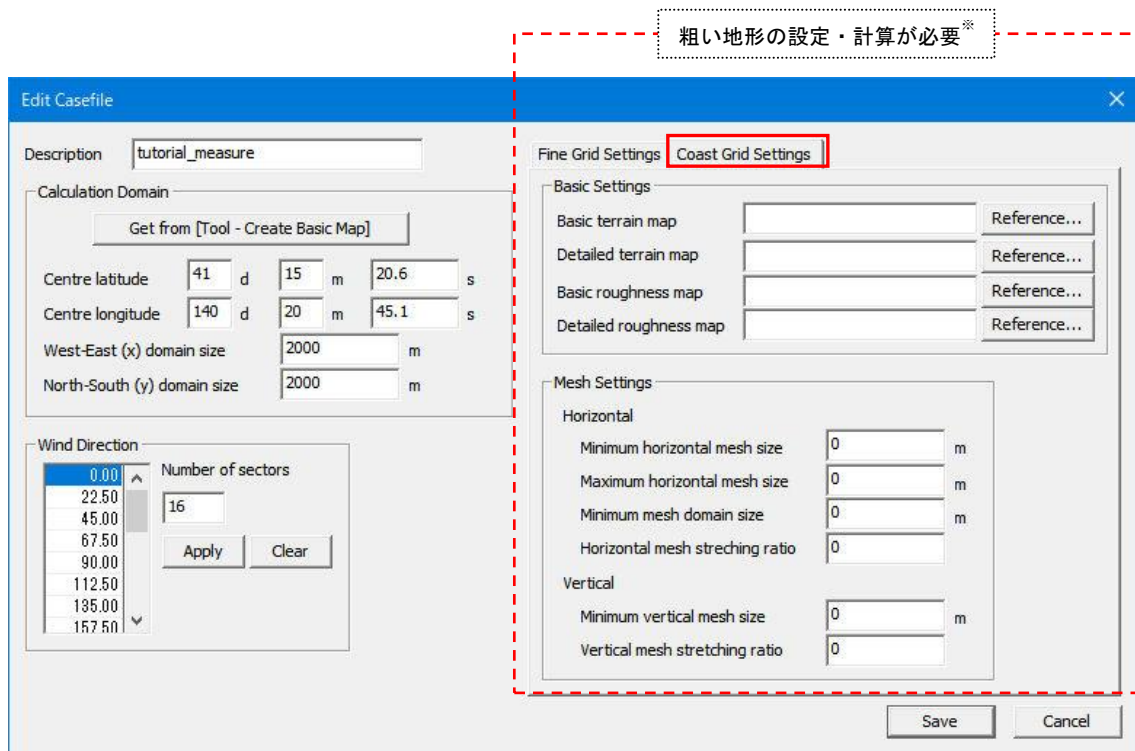 粗い地形の設定・計算が必要※
Edit Casefile
Description tutorial_measure
Calculation Domain
Get from [Tool - Create Basic Map]
Centre latitude 41 d 15 m 20.6 s
Centre longitude 140 d 20 m 45.1 s
West-East (x) domain size 2000 m
North-South (y) domain size 2000 m
Wind Direction
0.00
22.50
45.00
67.50
90.00
112.50
135.00
157.50
Number of sectors
16
Apply Clear
Fine Grid Settings Coast Grid Settings
Basic Settings
Basic terrain map Reference...
Detailed terrain map Reference...
Basic roughness map Reference...
Detailed roughness map Reference...
Mesh Settings
Horizontal
Minimum horizontal mesh size 0 m
Maximum horizontal mesh size 0 m
Minimum mesh domain size 0 m
Horizontal mesh streching ratio 0
Vertical
Minimum vertical mesh size 0 m
Vertical mesh stretching ratio 0
Save Cancel